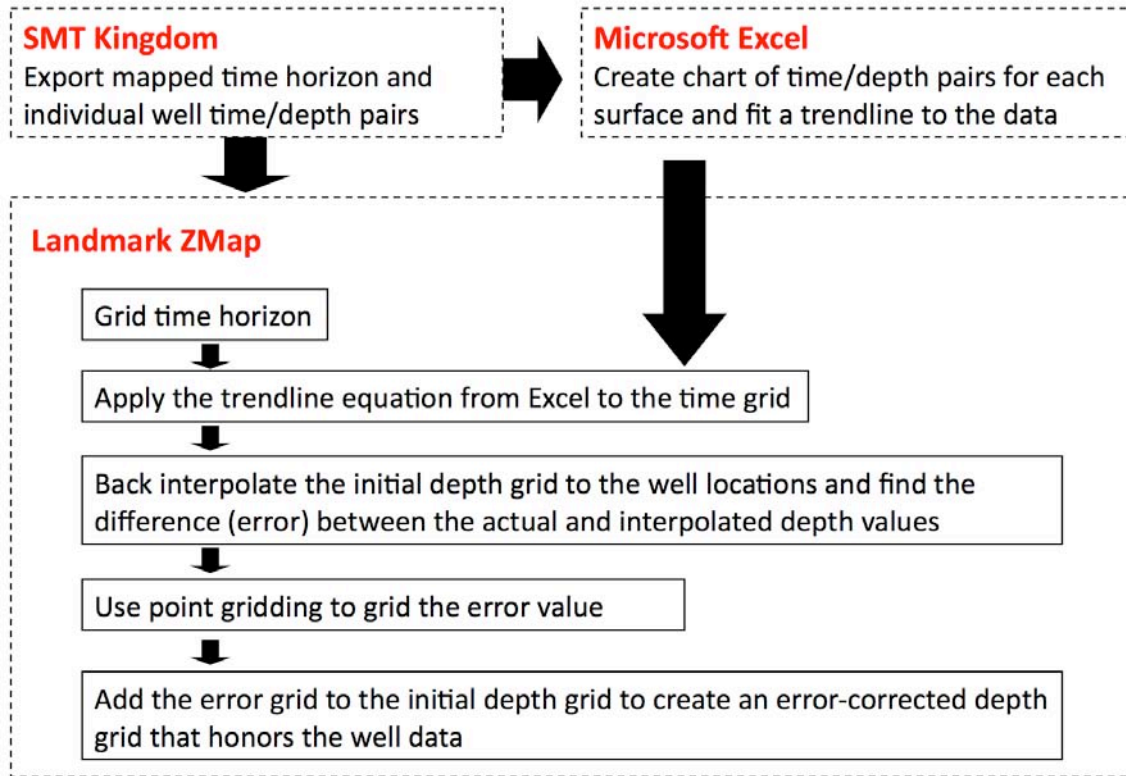 SMT Kingdom
Export mapped time horizon and
individual well time/depth pairs
Microsoft Excel
Create chart of time/depth pairs for each
surface and fit a trendline to the data
Landmark ZMap
Grid time horizon
Apply the trendline equation from Excel to the time grid
Back interpolate the initial depth grid to the well locations and find the
difference (error) between the actual and interpolated depth values
Use point gridding to grid the error value
Add the error grid to the initial depth grid to create an error-corrected depth
grid that honors the well data